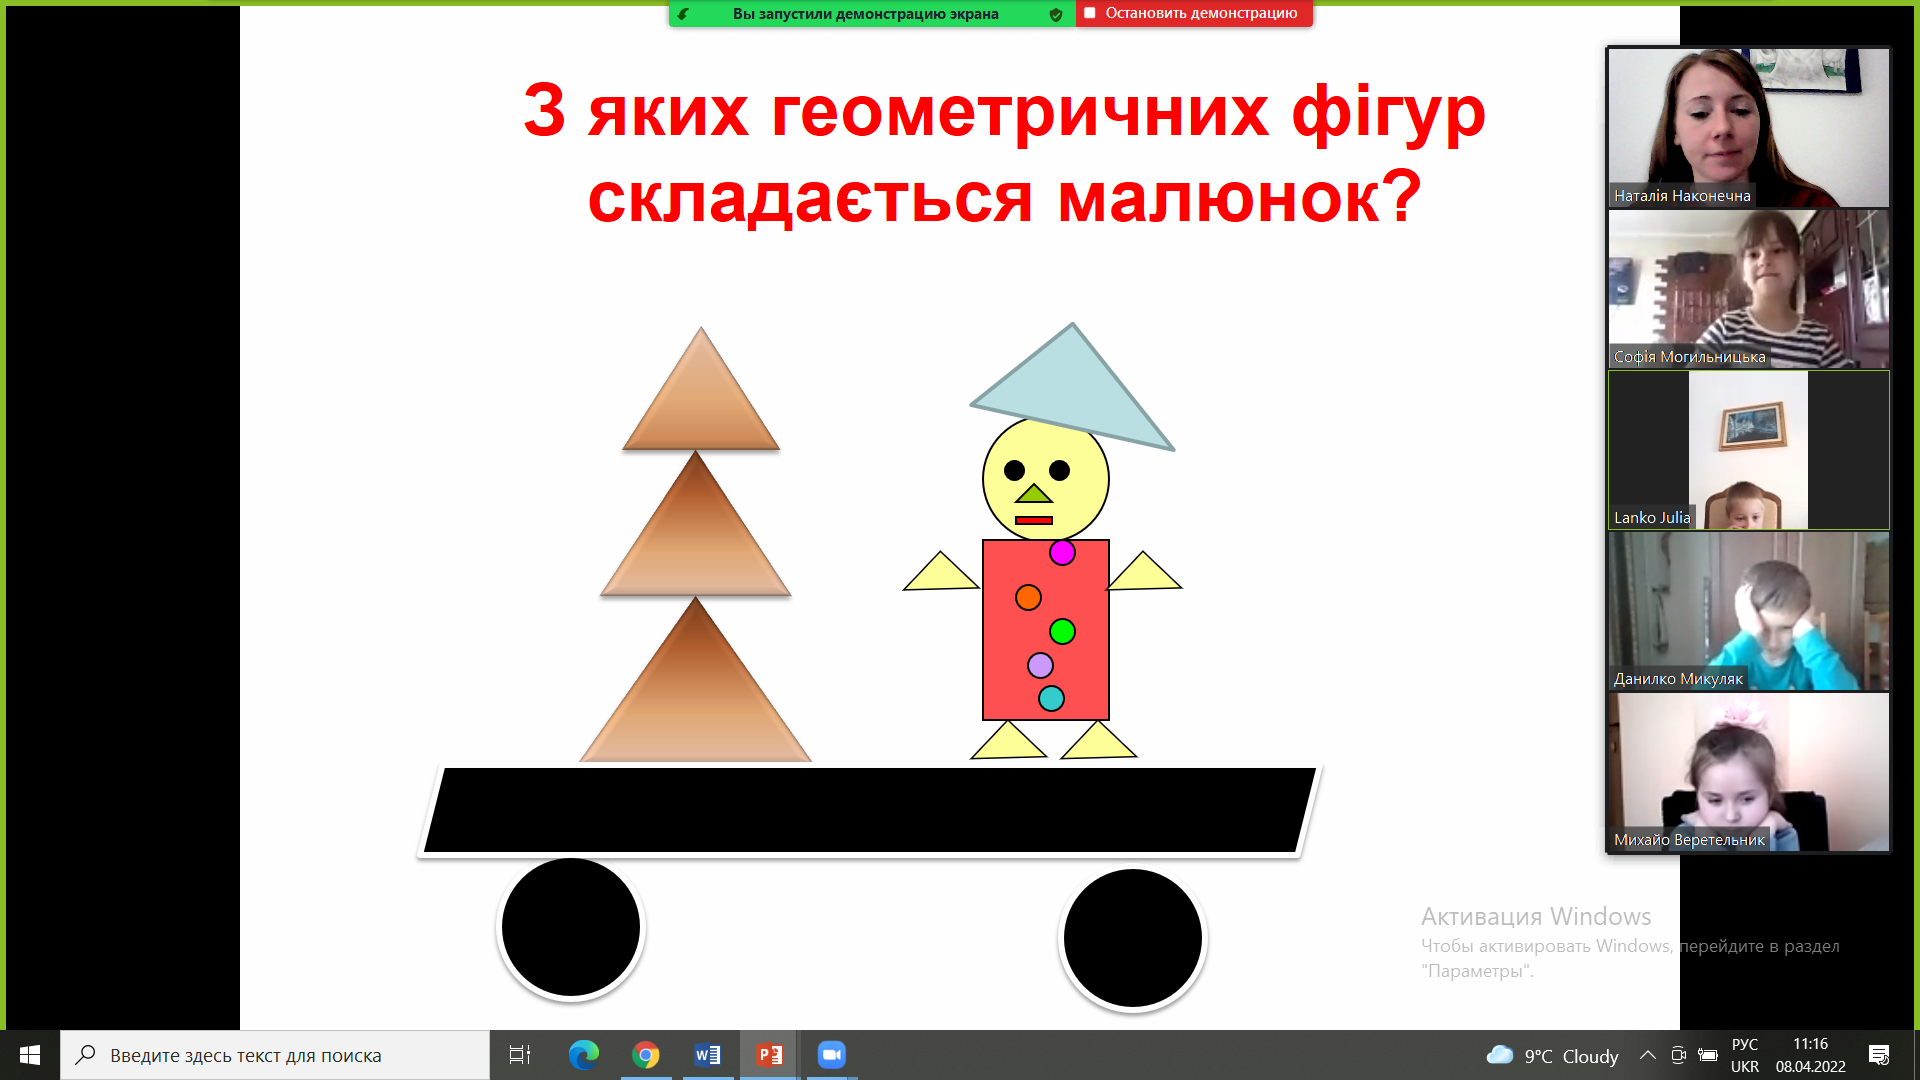 Вы запустили демонстрацию экрана
Остановить демонстрацию
З яких геометричних фігур
складається малюнок?
Наталія Наконечна
Софія Могильницька
Lanko Julia
Данилко Микуляк
Михайо Веретельник
Активация Windows
Чтобы активировать Windows, перейдите в раздел
"Параметры".
Введите здесь текст для поиска
9°C Cloudy
РУС
UKR
11:16
08.04.2022